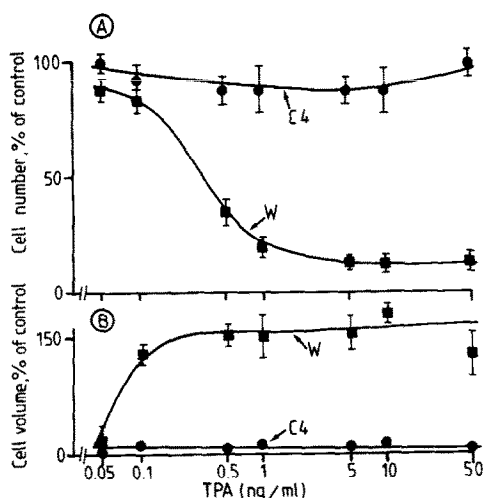 A
Cell number, % of control
100
50
0
C4
W
B
Cell volume, % of control
150
0
W
C4
0.05 0.1 0.5 1 5 10 50
TPA (ng/ml)